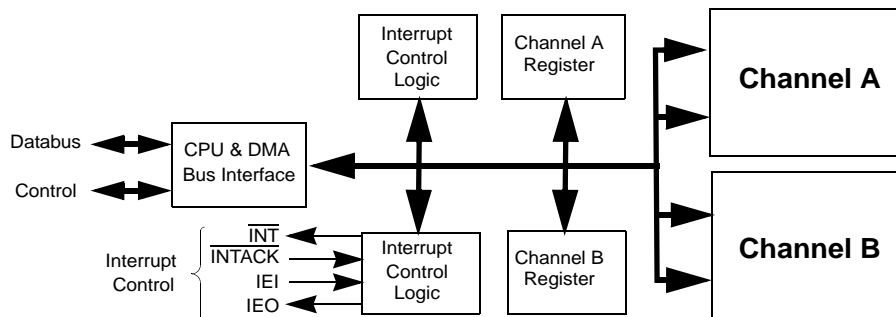 Interrupt
Control
Logic
Channel A
Register
Channel A
Databus
Control
CPU & DMA
Bus Interface
Interrupt
Control
INT
INTACK
IEI
IEO
Interrupt
Control
Logic
Channel B
Register
Channel B